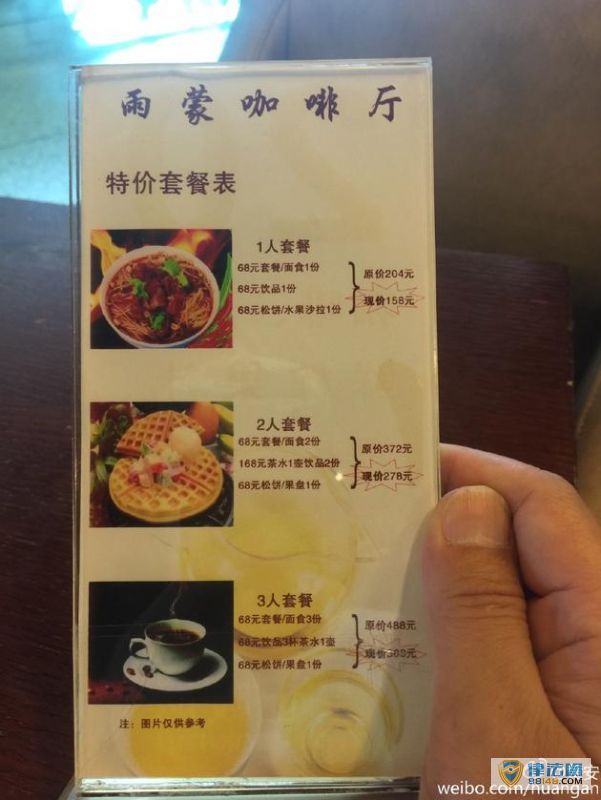 雨蒙咖啡厅
特价套餐表
1人套餐
68元套餐/面食1份
68元饮品1份
68元松饼/水果沙拉1份
原价204元
现价158元
2人套餐
68元套餐/面食2份
168元茶水1壶饮品2份
68元松饼/果盘1份
原价372元
现价278元
3人套餐
68元套餐/面食3份
68元饮品3杯茶水1壶
68元松饼/果盘1份
原价488元
现价
注：图片仅供参考
律法网
98148.com
安
weibo.com/huangan